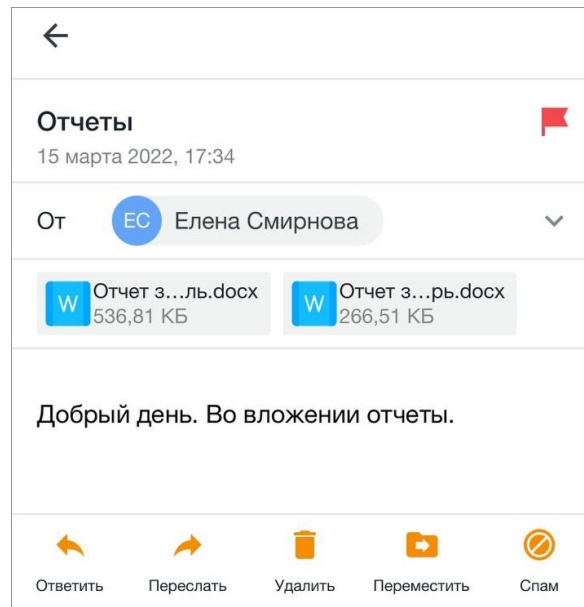 Отчеты
15 марта 2022, 17:34
От ЕС Елена Смирнова
W Отчет з...ль.docx W Отчет з...рь.docx
536,81 КБ 266,51 КБ
Добрый день. Во вложении отчеты.
Ответить Переслать Удалить Переместить Спам